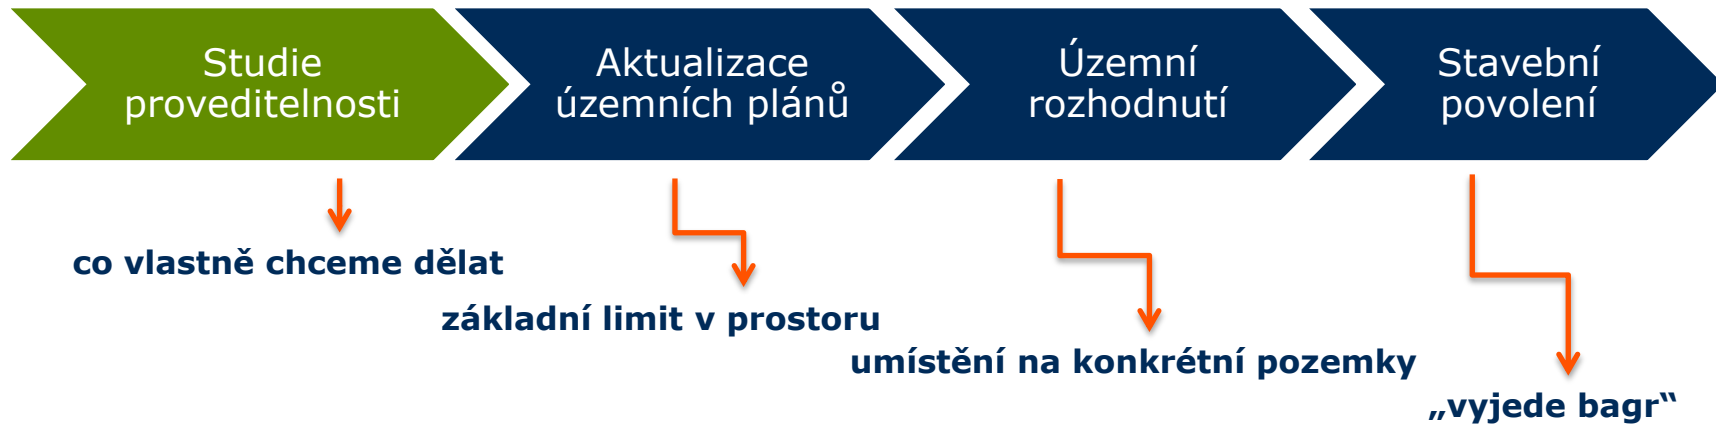 Studie
proveditelnosti
Aktualizace
územních plánů
Územní
rozhodnutí
Stavební
povolení
co vlastně chceme dělat
základní limit v prostoru
umístění na konkrétní pozemky
„vyjede bagr“